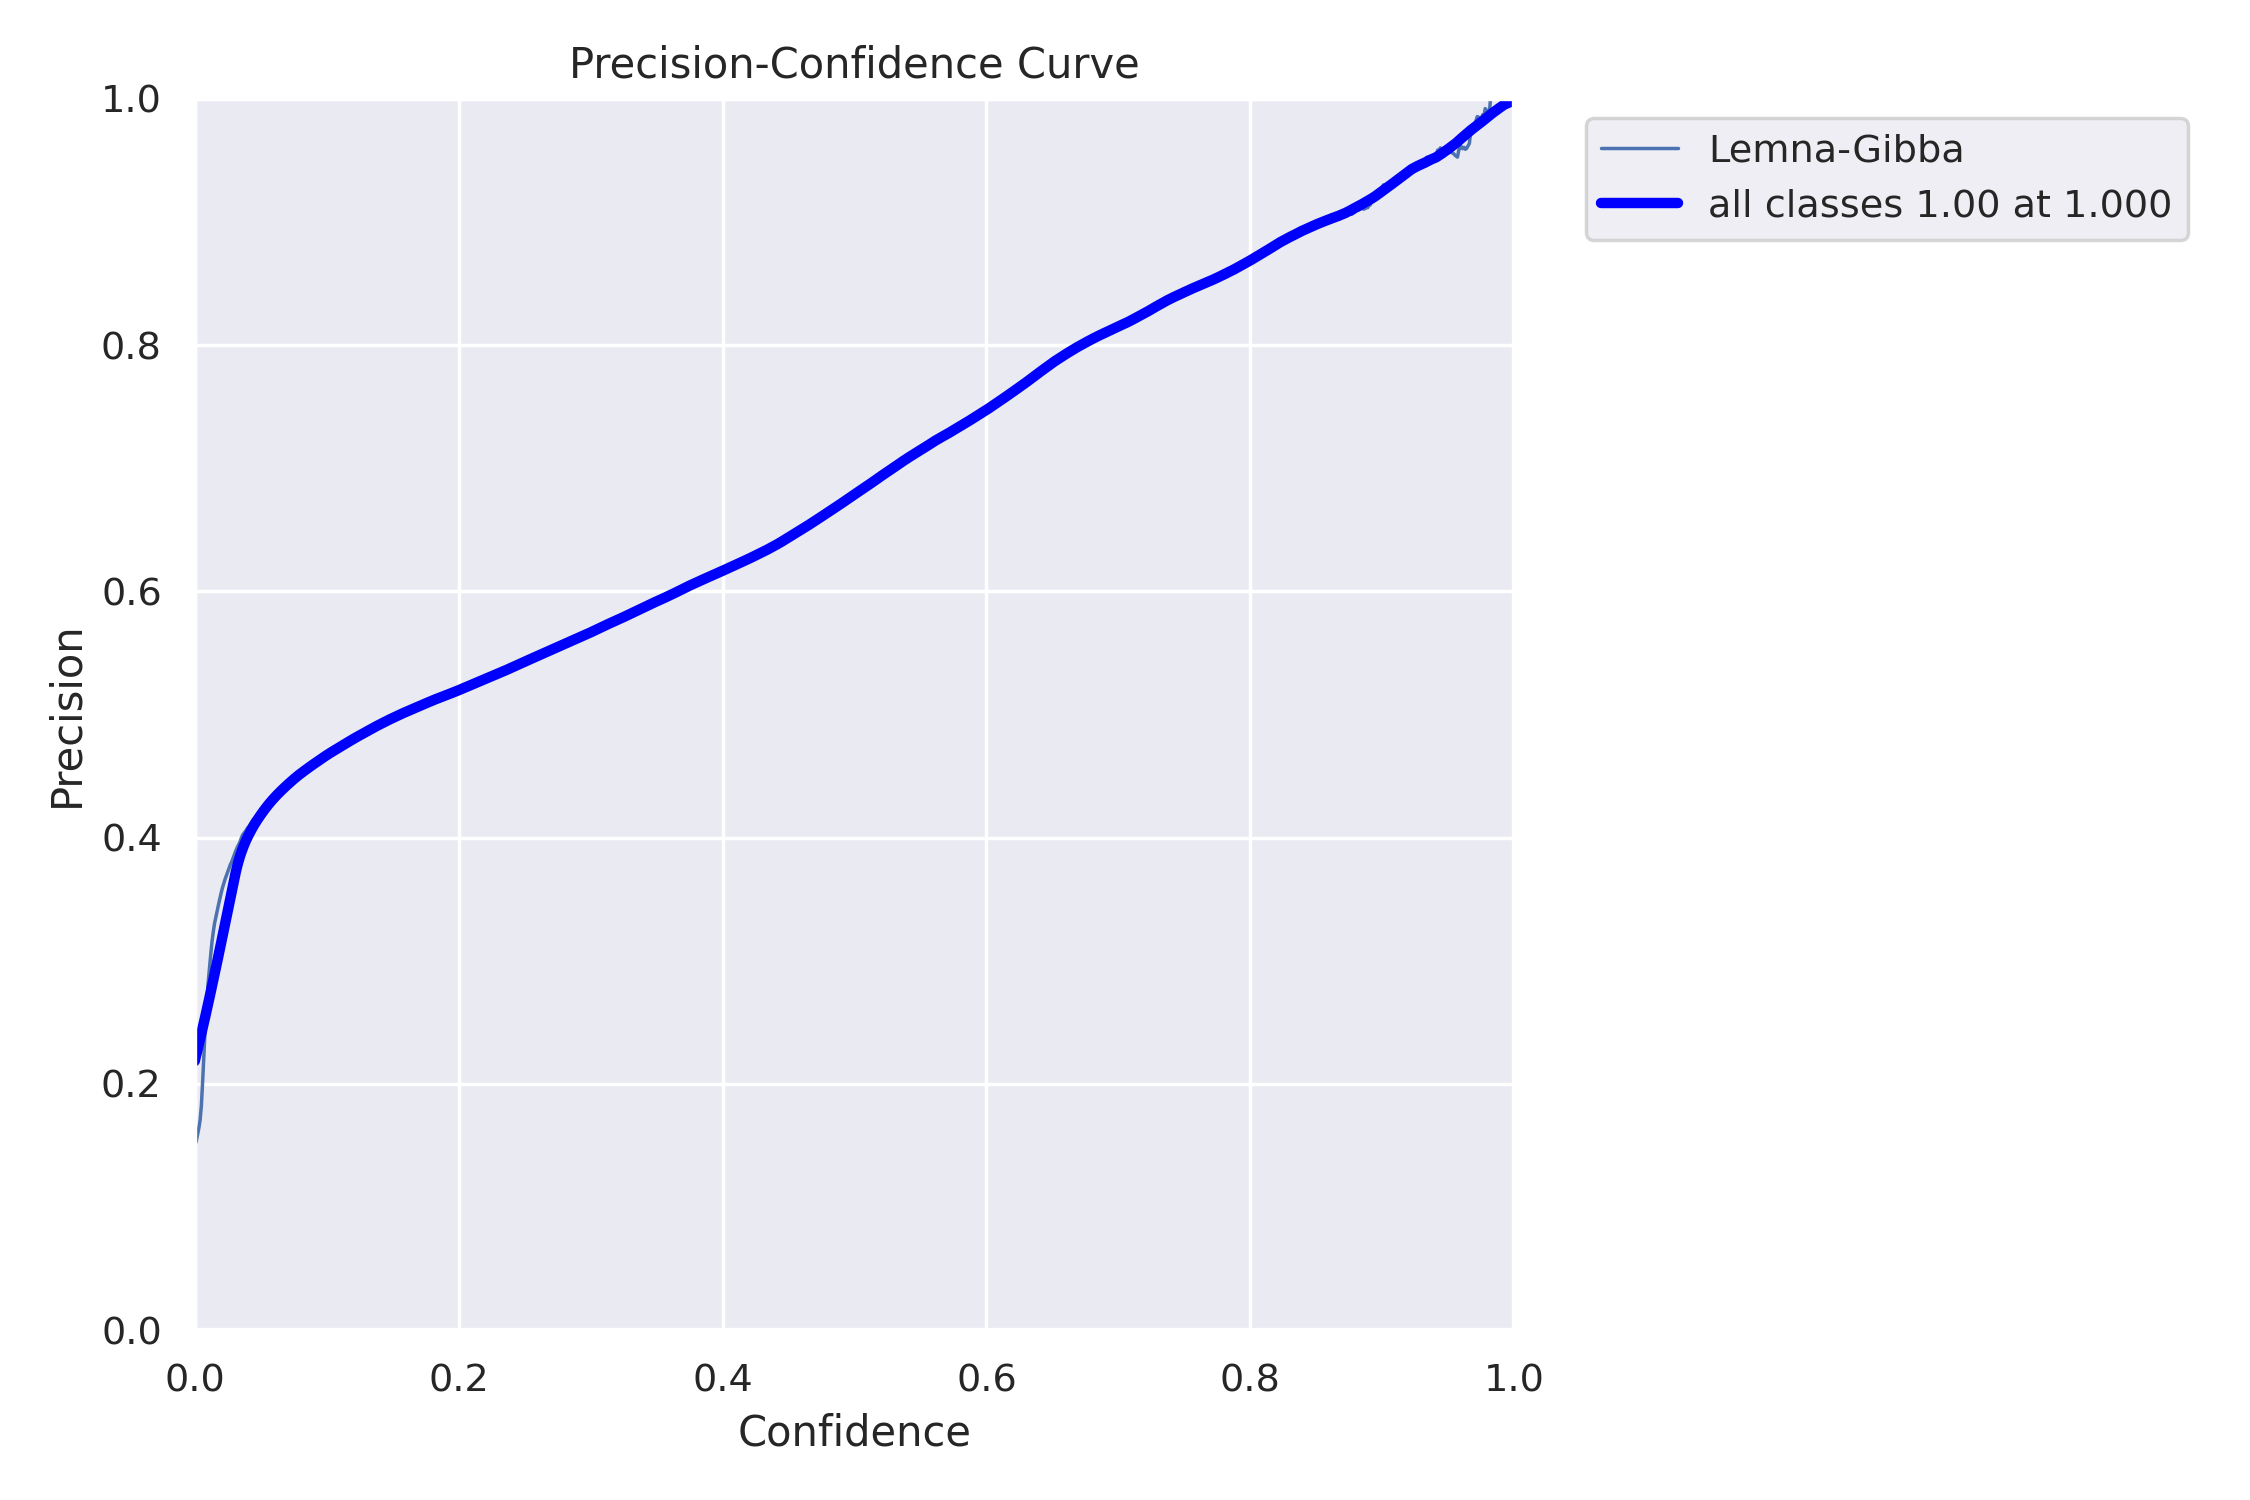 Precision-Confidence Curve
1.0
0.8
0.6
0.4
0.2
0.0
Precision
0.0 0.2 0.4 0.6 0.8 1.0
Confidence
Lemna-Gibba
all classes 1.00 at 1.000